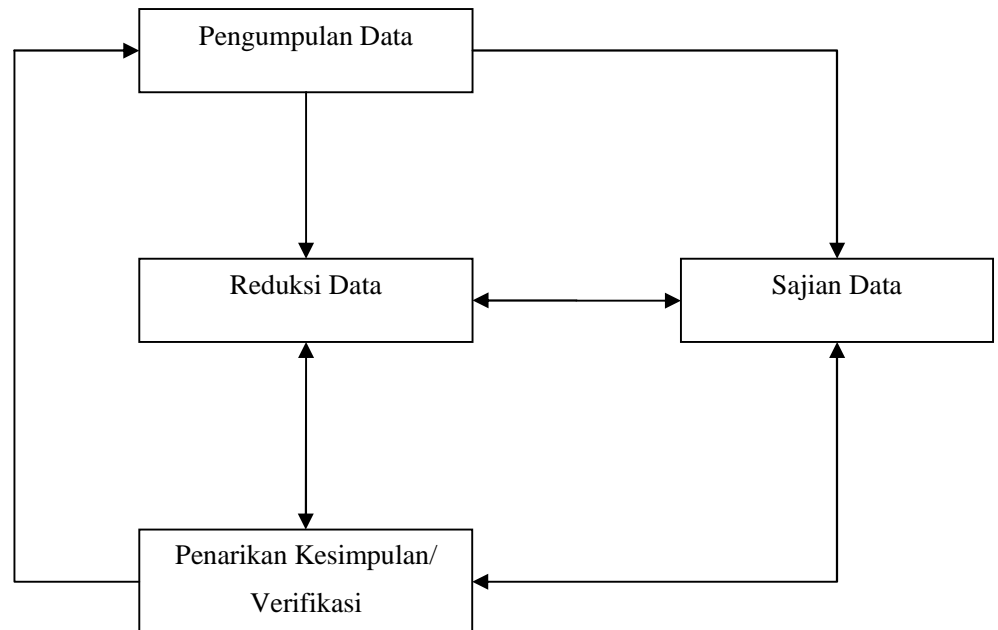 Pengumpulan Data
Reduksi Data
Sajian Data
Penarikan Kesimpulan/
Verifikasi